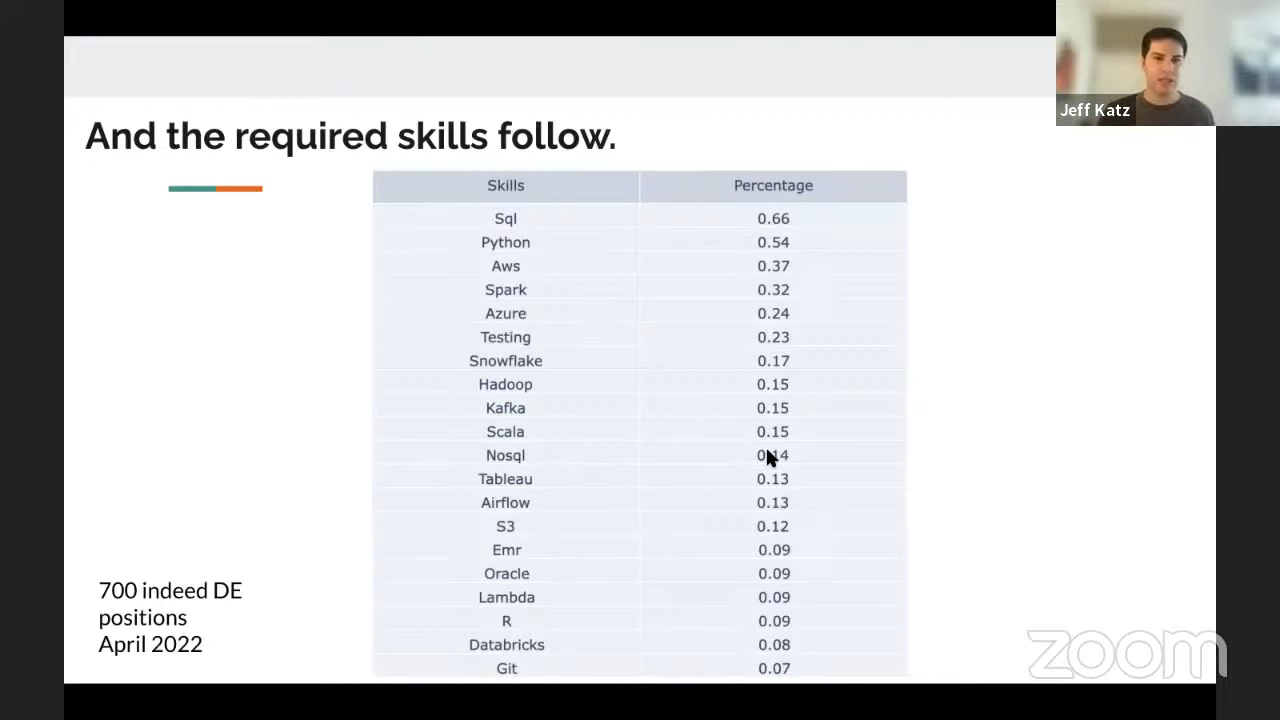 Jeff Katz
And the required skills follow.
Skills Percentage
Sql 0.66
Python 0.54
Aws 0.37
Spark 0.32
Azure 0.24
Testing 0.23
Snowflake 0.17
Hadoop 0.15
Kafka 0.15
Scala 0.15
Nosql 0.14
Tableau 0.13
Airflow 0.13
S3 0.12
Emr 0.09
Oracle 0.09
Lambda 0.09
R 0.09
Databricks 0.08
Git 0.07
700 indeed DE
positions
April 2022
zoom